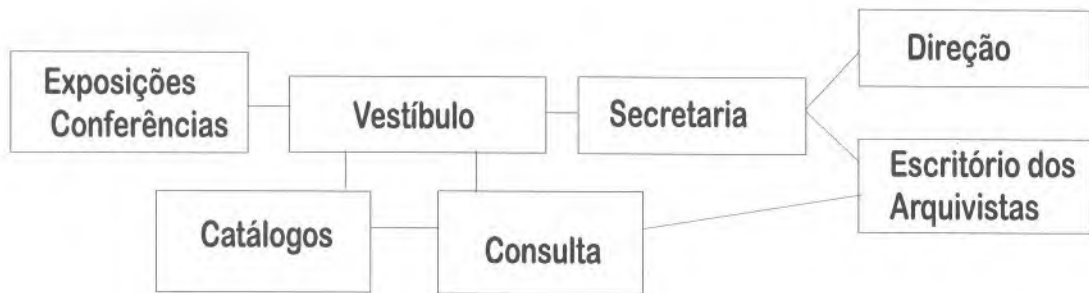 Exposições
Conferências
Vestíbulo
Secretaria
Direção
Escritório dos
Arquivistas
Catálogos
Consulta